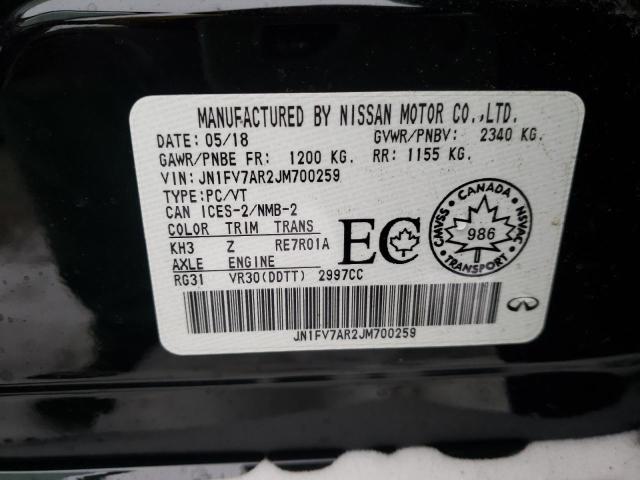 MANUFACTURED BY NISSAN MOTOR CO.,LTD.
DATE: 05/18 GVWR/PNBV: 2340 KG.
GAWR/PNBE FR: 1200 KG. RR: 1155 KG.
VIN: JN1FV7AR2JM700259
TYPE:PC/VT
CAN ICES-2/NMB-2
COLOR TRIM TRANS
KH3 Z RE7R01A
AXLE ENGINE
RG31 VR30(DDTT) 2997CC
EC
CANADA
CMVSS NSVAC
986
TRANSPORT
JN1FV7AR2JM700259